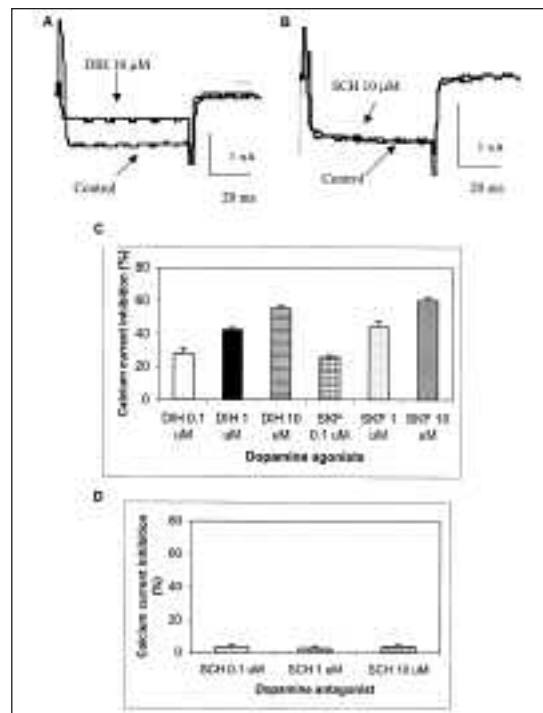 A
B
DIH 10 μM
SCH 10 μM
Control
Control
1 nA
1 nA
20 ms
20 ms
C
Calcium current inhibition (%)
80
60
40
20
0
DIH 0.1 uM
DIH 1 uM
DIH 10 uM
SKF 0.1 uM
SKF 1 uM
SKF 10 uM
Dopamine agonists
D
Calcium current inhibition (%)
80
60
40
20
0
SCH 0.1 uM
SCH 1 uM
SCH 10 uM
Dopamine antagonist